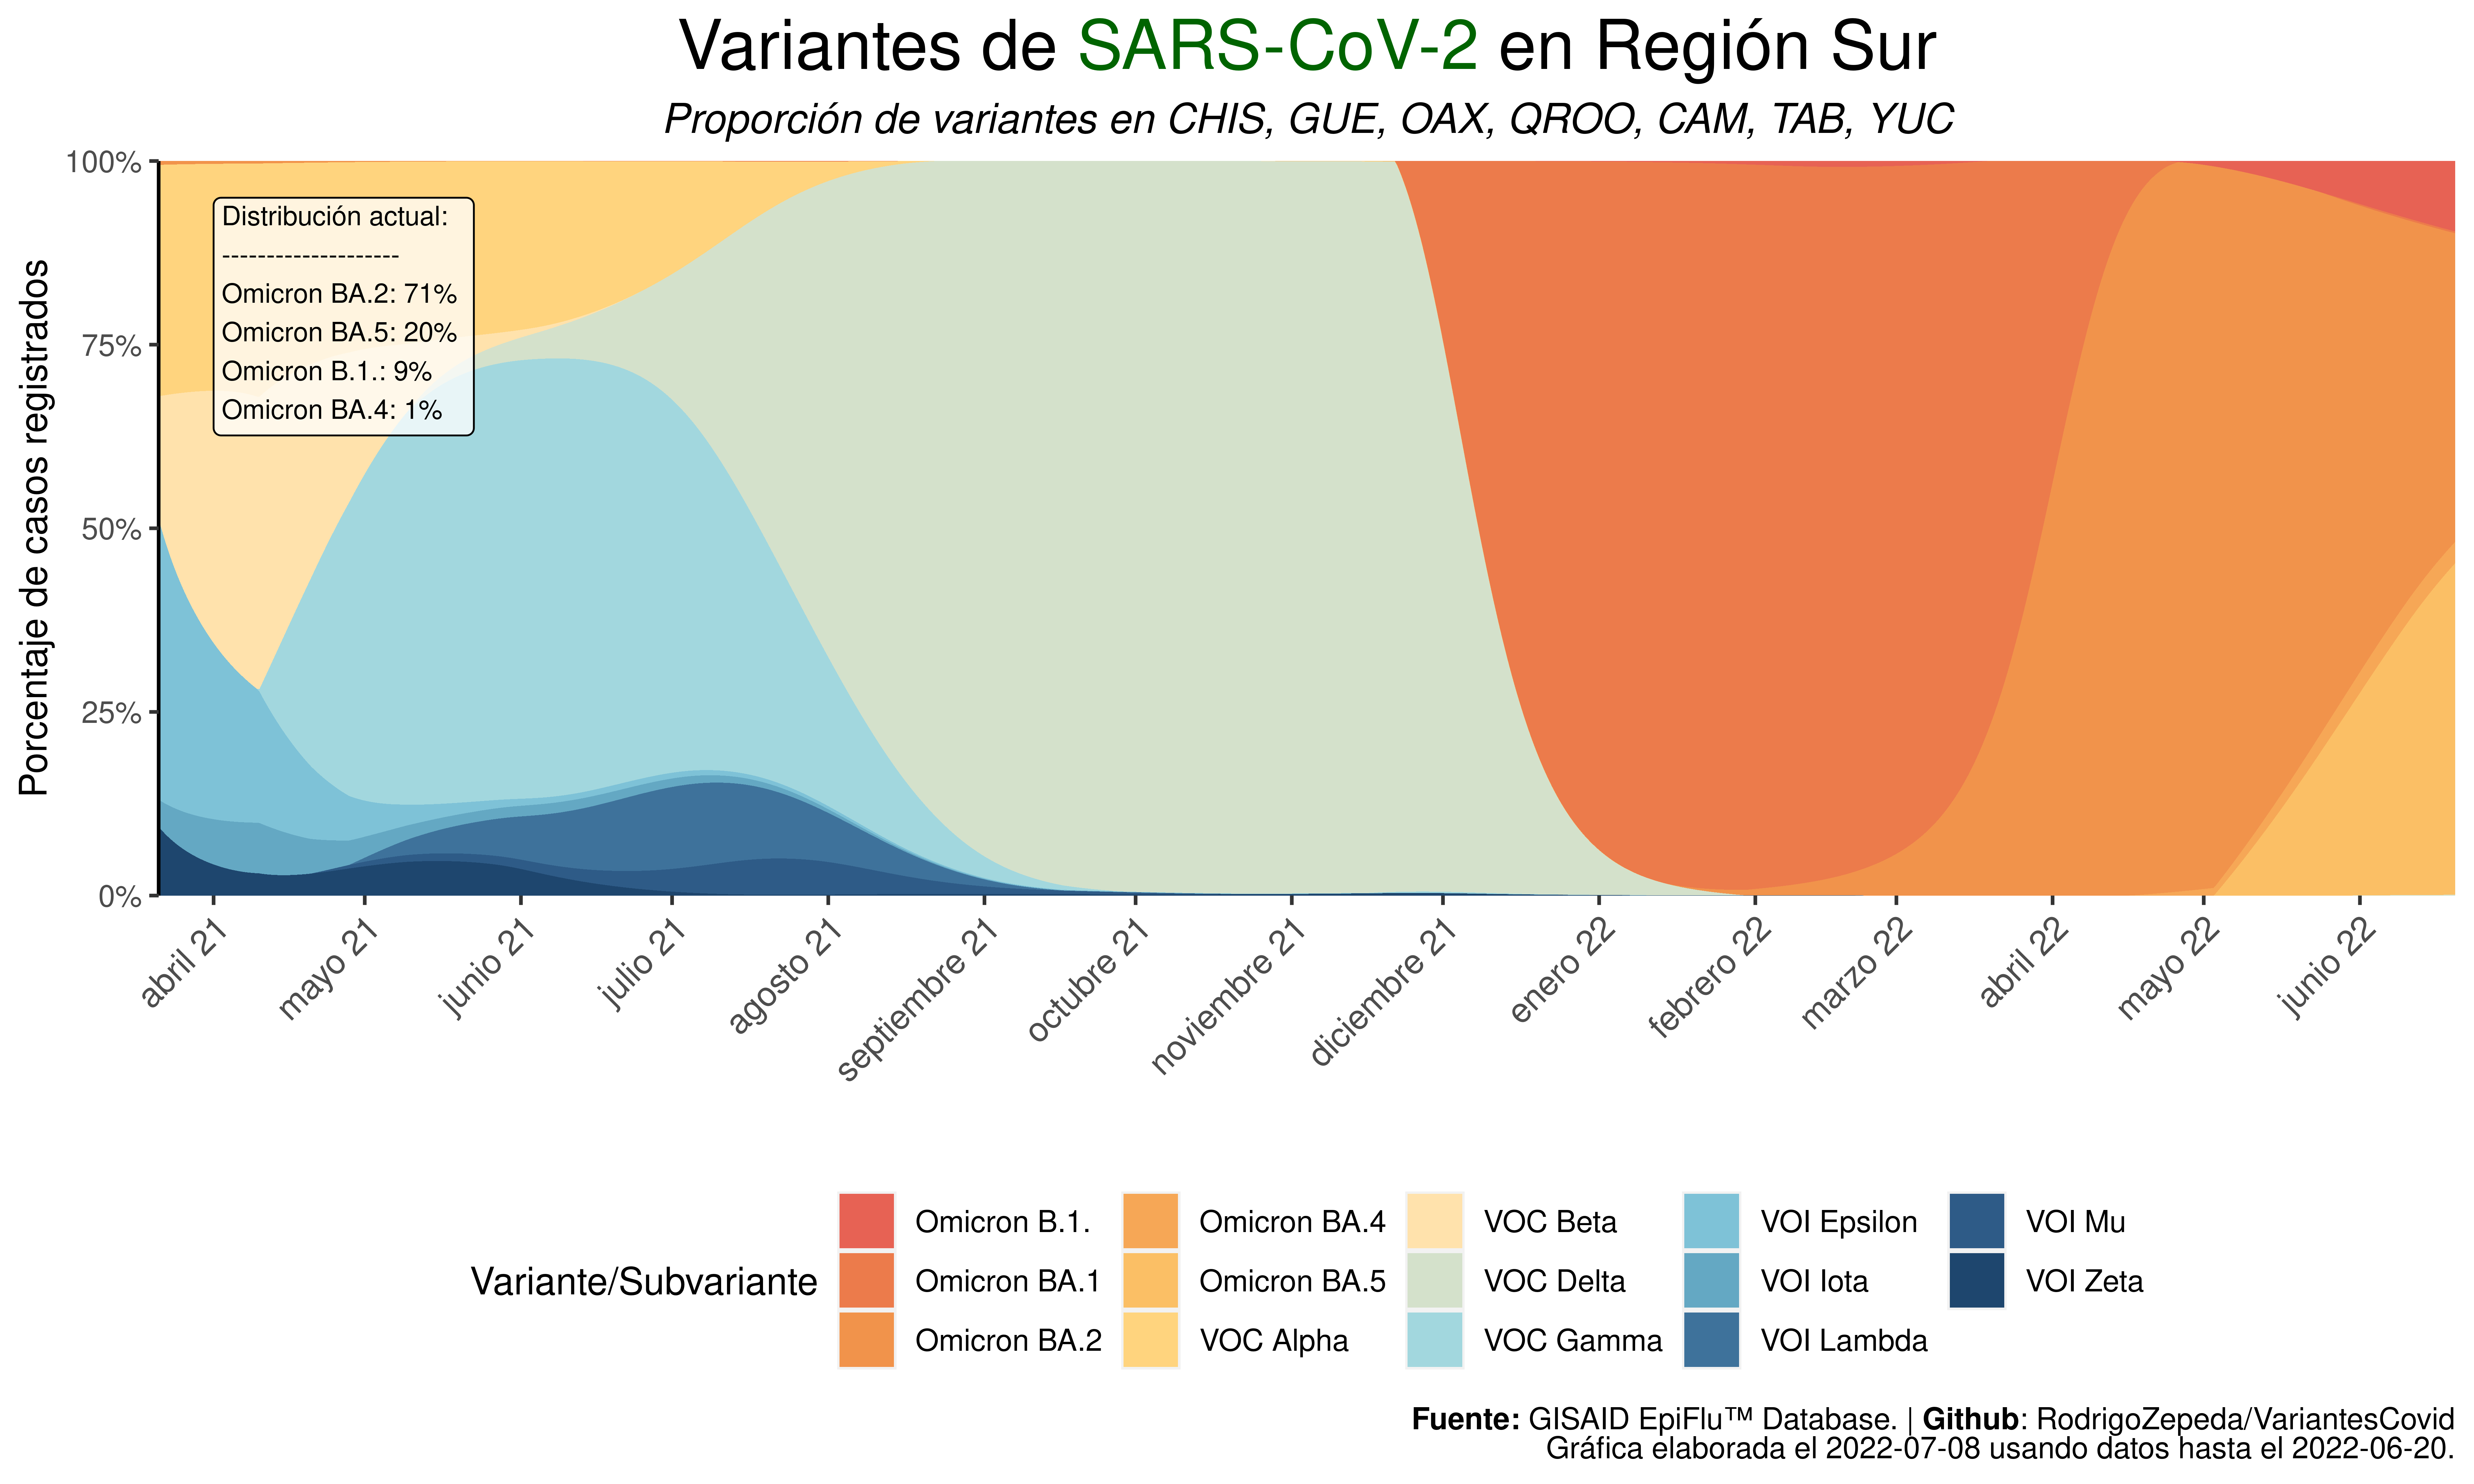 Variantes de SARS-CoV-2 en Región Sur
Proporción de variantes en CHIS, GUE, OAX, QROO, CAM, TAB, YUC
Porcentaje de casos registrados
100%
75%
50%
25%
0%
Distribución actual:
--------------------
Omicron BA.2: 71%
Omicron BA.5: 20%
Omicron B.1.: 9%
Omicron BA.4: 1%
abril 21
mayo 21
junio 21
julio 21
agosto 21
septiembre 21
octubre 21
noviembre 21
diciembre 21
enero 22
febrero 22
marzo 22
abril 22
mayo 22
junio 22
Variante/Subvariante
Omicron B.1.
Omicron BA.1
Omicron BA.2
Omicron BA.4
Omicron BA.5
VOC Alpha
VOC Beta
VOC Delta
VOC Gamma
VOI Epsilon
VOI Iota
VOI Lambda
VOI Mu
VOI Zeta
Fuente: GISAID EpiFlu™ Database. | Github: RodrigoZepeda/VariantesCovid
Gráfica elaborada el 2022-07-08 usando datos hasta el 2022-06-20.